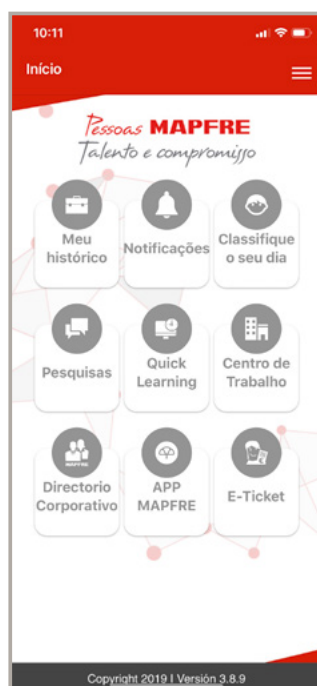 10:11
Início
Pessoas MAPFRE
Talento e compromisso
Meu
histórico
Notificações
Classifique
o seu dia
Pesquisas
Quick
Learning
Centro de
Trabalho
MAPFRE
Directorio
Corporativo
APP
MAPFRE
E-Ticket
Copyright 2019 | Versión 3.8.9